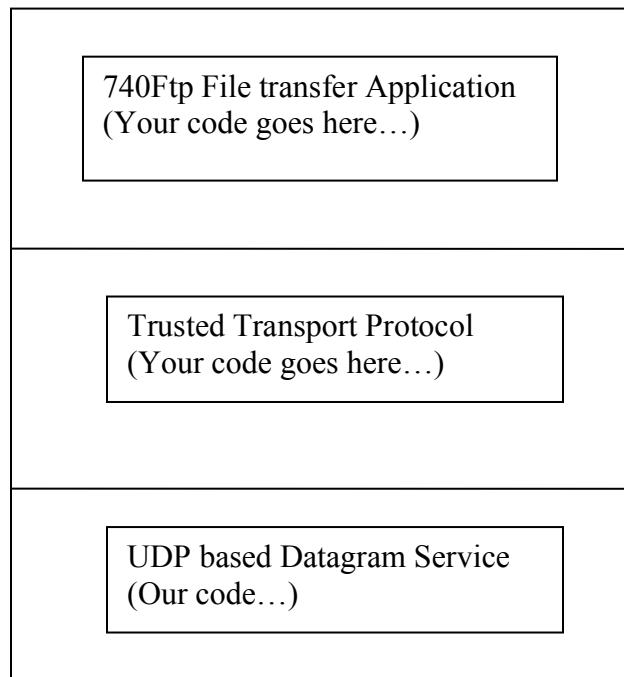 740Ftp File transfer Application
(Your code goes here…)
Trusted Transport Protocol
(Your code goes here…)
UDP based Datagram Service
(Our code…)